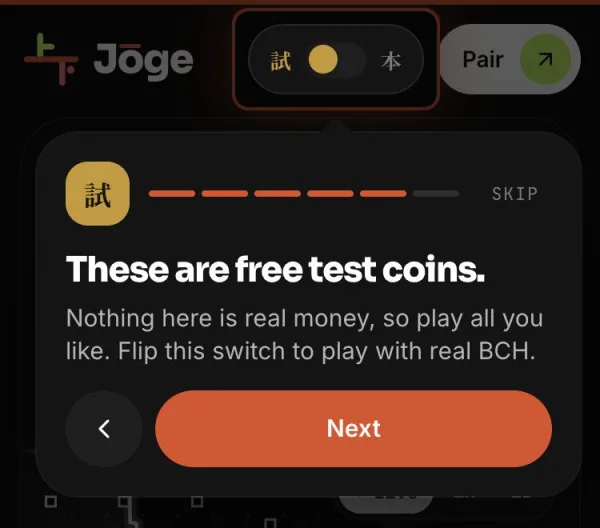 Jōge
試 本
Pair
試
SKIP
These are free test coins.
Nothing here is real money, so play all you
like. Flip this switch to play with real BCH.
Next